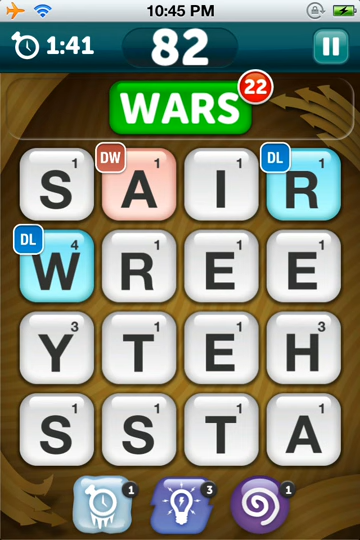 10:45 PM
1:41 82
WARS 22
S 1 DW A 1 I 1 DL R 1
DL W 4 R 1 E 1 E 1
Y 3 T 1 E 1 H 3
S 1 S 1 T 1 A 1
1 3 1